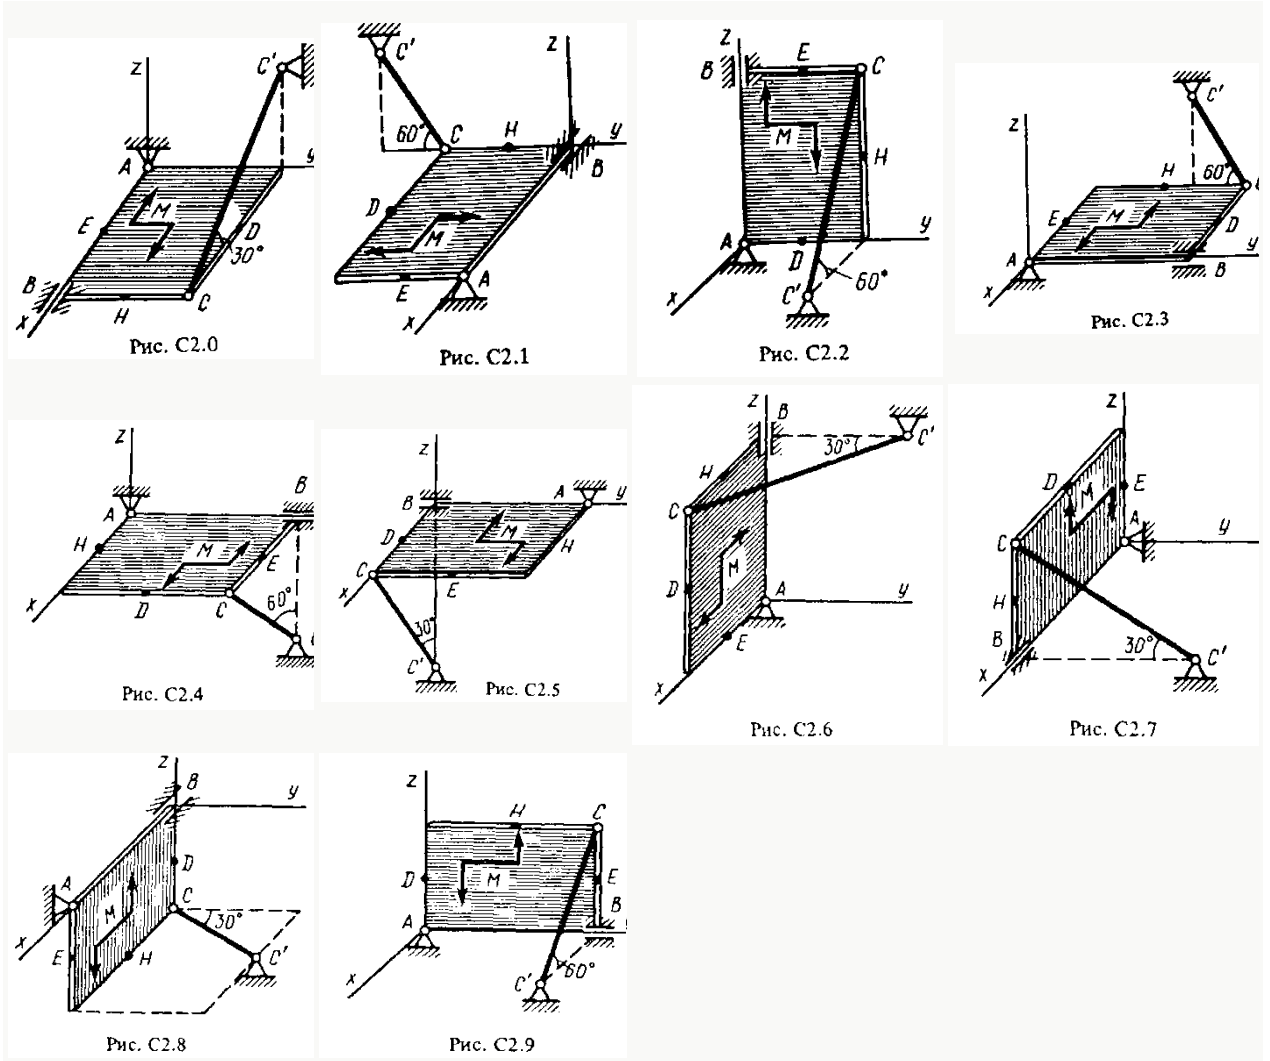 z C'
A y
E M D
30°
B C
x H
Рис. С2.0
C' z
60° C H y
B
D M
E A
x
Рис. С2.1
z E C
B
M
H
A y
D
x C' 60°
Рис. С2.2
C'
z
H 60°
E M D
A y
x B
Рис. С2.3
z
B
A
H M E
x 60°
D C
Рис. С2.4
z
B A y
D M H
C
x E
30°
C'
Рис. С2.5
z B
30° C'
H
C
D M
A
E y
x
Рис. С2.6
z
D M E
A y
C
H
B 30° C'
x
Рис. С2.7
z B
y
D
A C
M 30°
x
E H C'
Рис. С2.8
z
H C
D M E
B
A
x C' 60°
Рис. С2.9